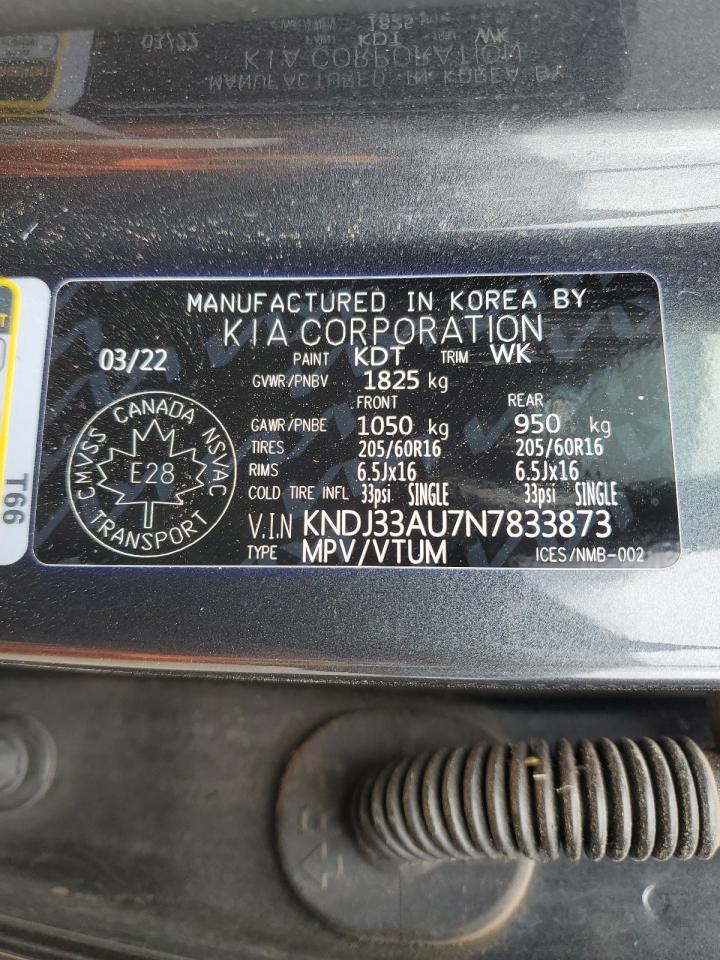 MANUFACTURED IN KOREA BY
KIA CORPORATION
03/22 PAINT KDT TRIM WK
GVWR/PNBV 1825 kg
FRONT REAR
GAWR/PNBE 1050 kg 950 kg
TIRES 205/60R16 205/60R16
RIMS 6.5Jx16 6.5Jx16
COLD TIRE INFL 33psi SINGLE 33psi SINGLE
V.I.N KNDJ33AU7N7833873
TYPE MPV/VTUM ICES/NMB-002
CMVSS CANADA NSVAC
E28
TRANSPORT
T66
R